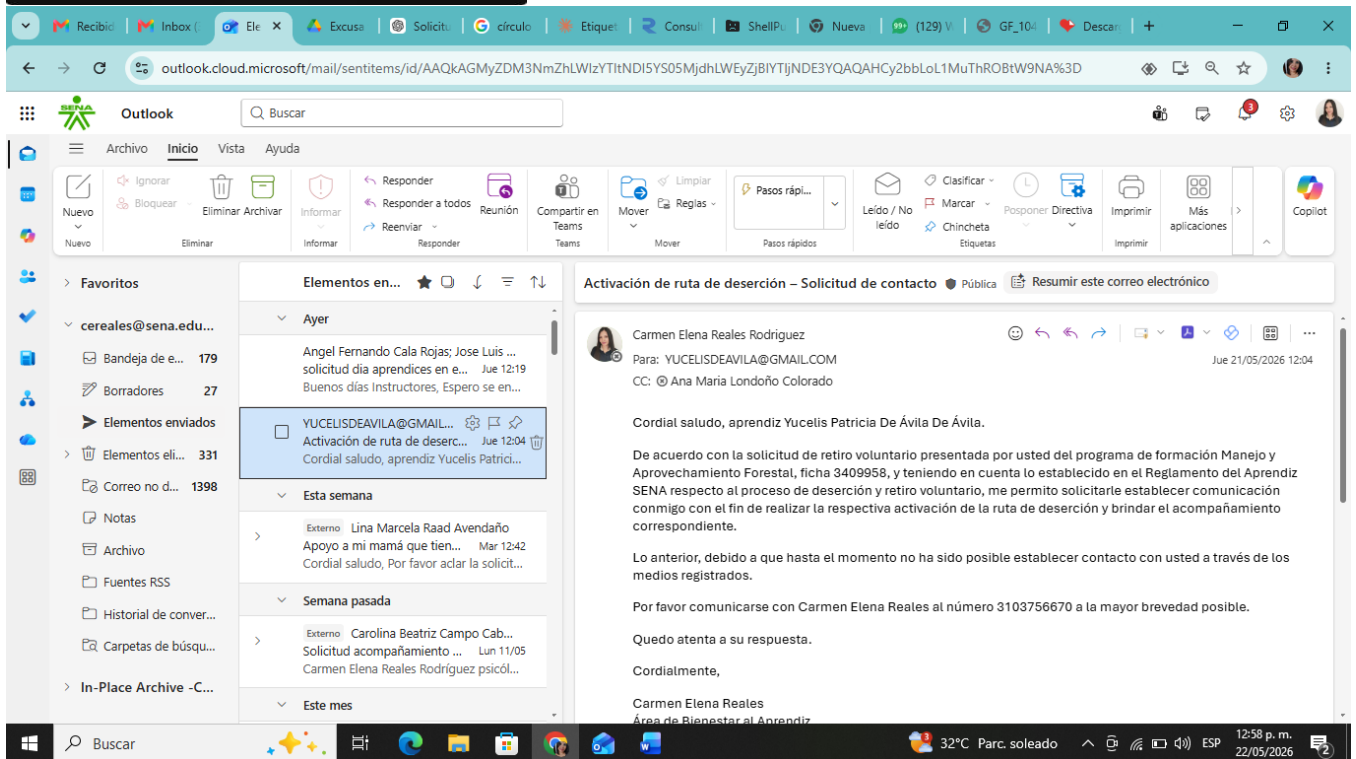 Recibid
Inbox (
Ele
Excusa
Solicitu
círculo
Etiquet
Consul
ShellPu
Nueva
(129) W
GF_104
Descar
outlook.cloud.microsoft/mail/sentitems/id/AAQkAGMyZDM3NmZhLWIzYTItNDI5YS05MjdhLWEyZjBlYTljNDE3YQAQAHCy2bbLoL1MuThROBtW9NA%3D
SENA
Outlook
Buscar
3
Archivo Inicio Vista Ayuda
Nuevo
Ignorar
Bloquear
Eliminar Archivar
Informar
Responder
Responder a todos
Reenviar
Reunión
Compartir en
Teams
Mover
Limpiar
Reglas
Pasos rápi...
Leído / No
leído
Clasificar
Marcar
Chincheta
Posponer Directiva
Imprimir
Más
aplicaciones
Copilot
Nuevo
Eliminar
Informar
Responder
Teams
Mover
Pasos rápidos
Etiquetas
Imprimir
Favoritos
cereales@sena.edu...
Bandeja de e... 179
Borradores 27
Elementos enviados
Elementos eli... 331
Correo no d... 1398
Notas
Archivo
Fuentes RSS
Historial de conver...
Carpetas de búsqu...
In-Place Archive -C...
Elementos en...
Ayer
Angel Fernando Cala Rojas; Jose Luis ...
solicitud dia aprendices en e... Jue 12:19
Buenos días Instructores, Espero se en...
YUCELISDEAVILA@GMAIL...
Activación de ruta de deserc... Jue 12:04
Cordial saludo, aprendiz Yucelis Patrici...
Esta semana
Externo Lina Marcela Raad Avendaño
Apoyo a mi mamá que tien... Mar 12:42
Cordial saludo, Por favor aclar la solicit...
Semana pasada
Externo Carolina Beatriz Campo Cab...
Solicitud acompañamiento ... Lun 11/05
Carmen Elena Reales Rodríguez psicól...
Este mes
Activación de ruta de deserción – Solicitud de contacto Pública Resumir este correo electrónico
Carmen Elena Reales Rodriguez
Para: YUCELISDEAVILA@GMAIL.COM
CC: Ana Maria Londoño Colorado
Jue 21/05/2026 12:04
Cordial saludo, aprendiz Yucelis Patricia De Ávila De Ávila.
De acuerdo con la solicitud de retiro voluntario presentada por usted del programa de formación Manejo y
Aprovechamiento Forestal, ficha 3409958, y teniendo en cuenta lo establecido en el Reglamento del Aprendiz
SENA respecto al proceso de deserción y retiro voluntario, me permito solicitarle establecer comunicación
conmigo con el fin de realizar la respectiva activación de la ruta de deserción y brindar el acompañamiento
correspondiente.
Lo anterior, debido a que hasta el momento no ha sido posible establecer contacto con usted a través de los
medios registrados.
Por favor comunicarse con Carmen Elena Reales al número 3103756670 a la mayor brevedad posible.
Quedo atenta a su respuesta.
Cordialmente,
Carmen Elena Reales
Área de Bienestar al Aprendiz
Buscar
32°C Parc. soleado
ESP
12:58 p. m.
22/05/2026
2